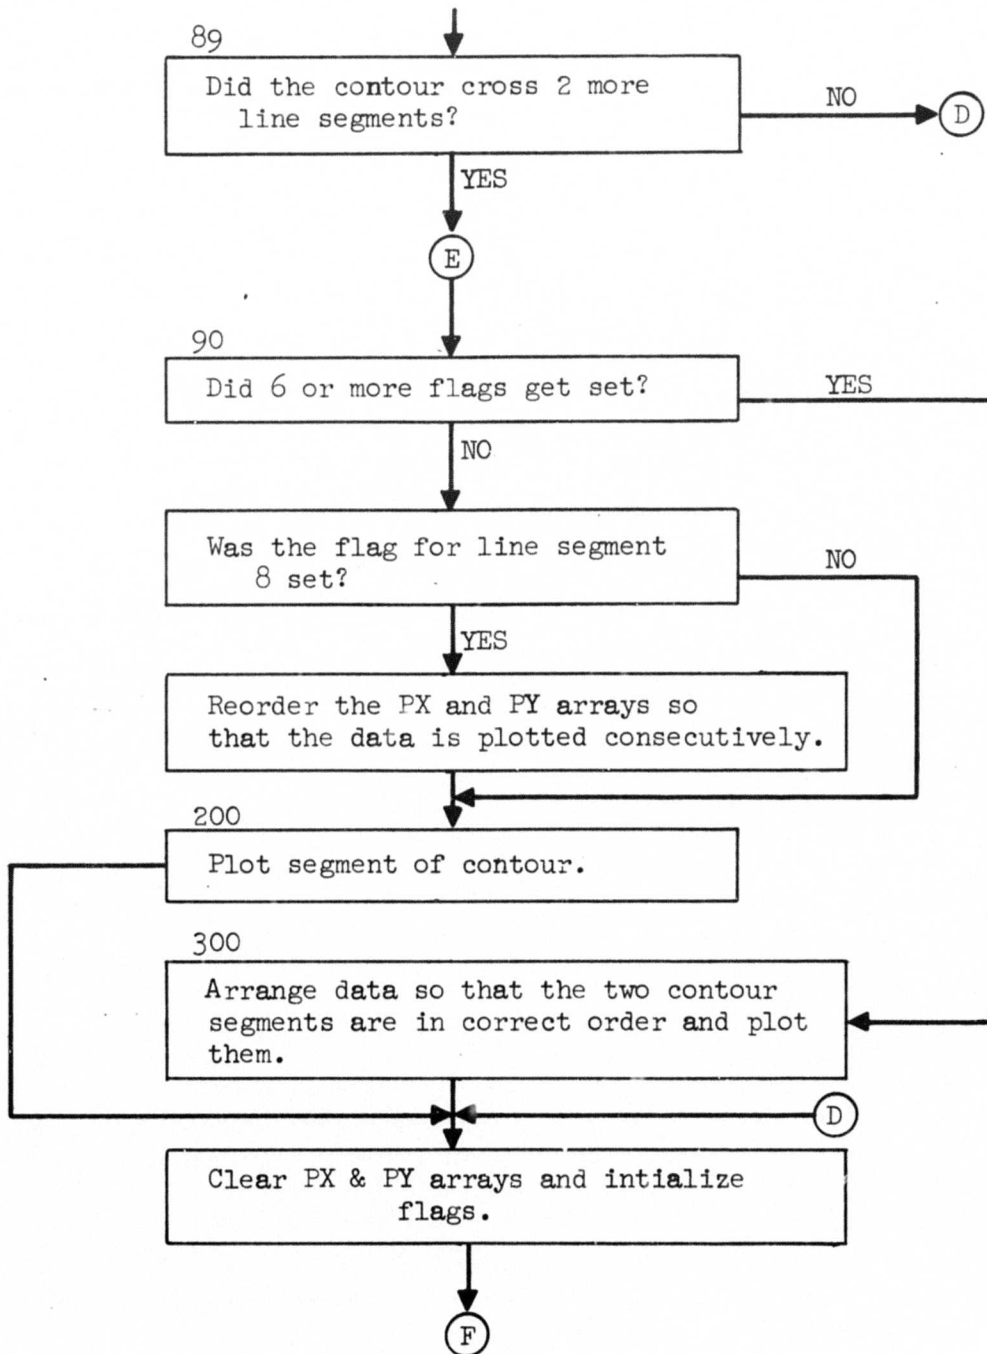 89
Did the contour cross 2 more
line segments?
NO
D
YES
E
90
Did 6 or more flags get set?
YES
NO
Was the flag for line segment
8 set?
NO
YES
Reorder the PX and PY arrays so
that the data is plotted consecutively.
200
Plot segment of contour.
300
Arrange data so that the two contour
segments are in correct order and plot
them.
D
Clear PX & PY arrays and intialize
flags.
F